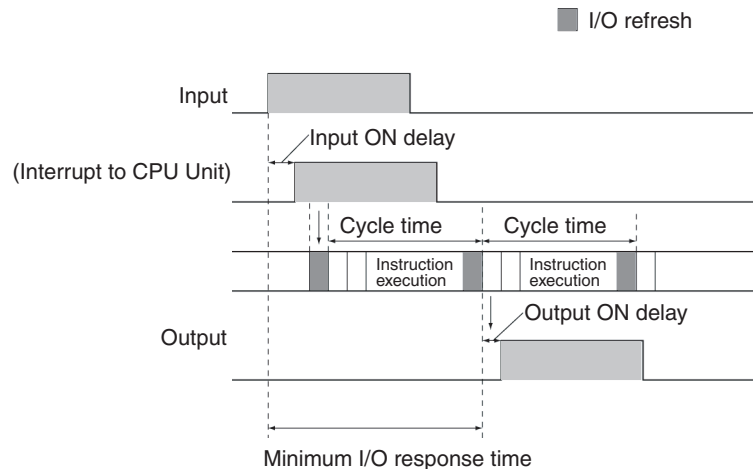 I/O refresh
Input
Input ON delay
(Interrupt to CPU Unit)
Cycle time
Cycle time
Instruction
execution
Instruction
execution
Output ON delay
Output
Minimum I/O response time